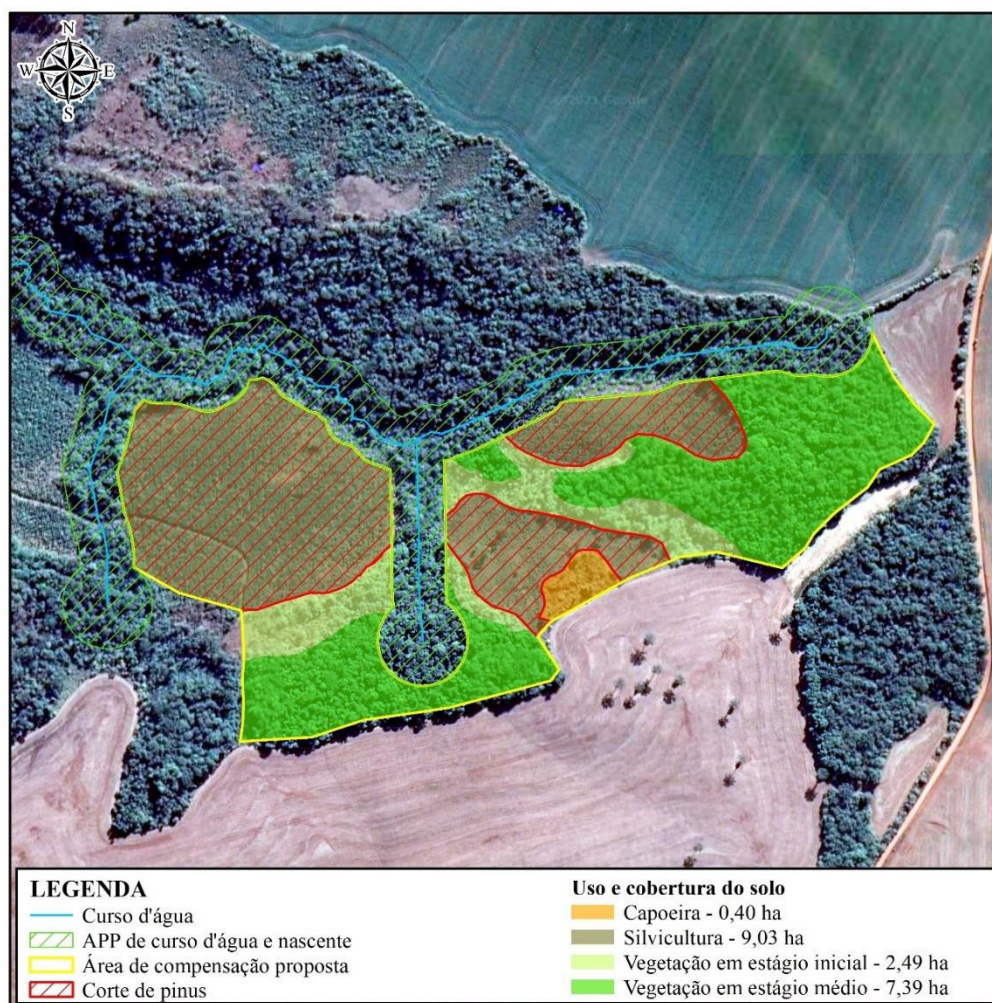 N
W E
S
©2021 Google
LEGENDA
Curso d'água
APP de curso d'água e nascente
Área de compensação proposta
Corte de pinus
Uso e cobertura do solo
Capoeira - 0,40 ha
Silvicultura - 9,03 ha
Vegetação em estágio inicial - 2,49 ha
Vegetação em estágio médio - 7,39 ha